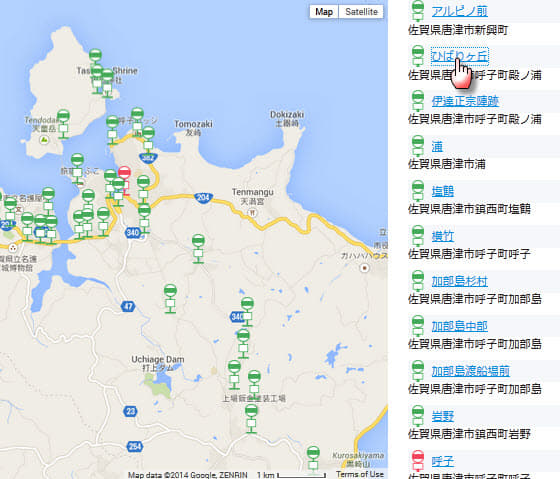 Map
Satellite
Shrine
Tendodake
天童岳
Tomozaki
友崎
Dokizaki
土器崎
382
204
Tenmangu
天満宮
340
47
340
Uchiage Dam
打上ダム
上場鈑金塗装工場
23
254
Kurosakiyama
黒崎山
Map data ©2014 Google, ZENRIN
1 km
Terms of Use
アルピノ前
佐賀県唐津市新興町
ひばりヶ丘
佐賀県唐津市呼子町殿ノ浦
伊達正宗陣跡
佐賀県唐津市呼子町殿ノ浦
浦
佐賀県唐津市浦
塩鶴
佐賀県唐津市鎮西町塩鶴
横竹
佐賀県唐津市呼子町呼子
加部島杉村
佐賀県唐津市呼子町加部島
加部島中部
佐賀県唐津市呼子町加部島
加部島渡船場前
佐賀県唐津市呼子町加部島
岩野
佐賀県唐津市鎮西町岩野
呼子